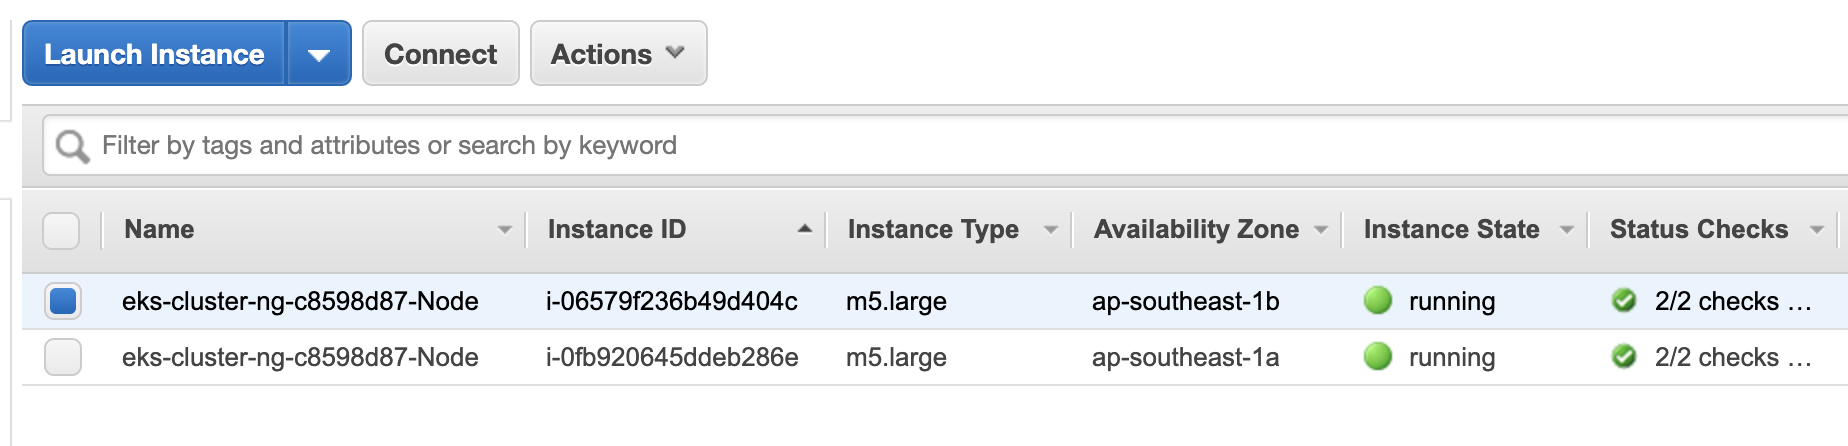 Launch Instance Connect Actions
Filter by tags and attributes or search by keyword
Name Instance ID Instance Type Availability Zone Instance State Status Checks
eks-cluster-ng-c8598d87-Node i-06579f236b49d404c m5.large ap-southeast-1b running 2/2 checks ...
eks-cluster-ng-c8598d87-Node i-0fb920645ddeb286e m5.large ap-southeast-1a running 2/2 checks ...